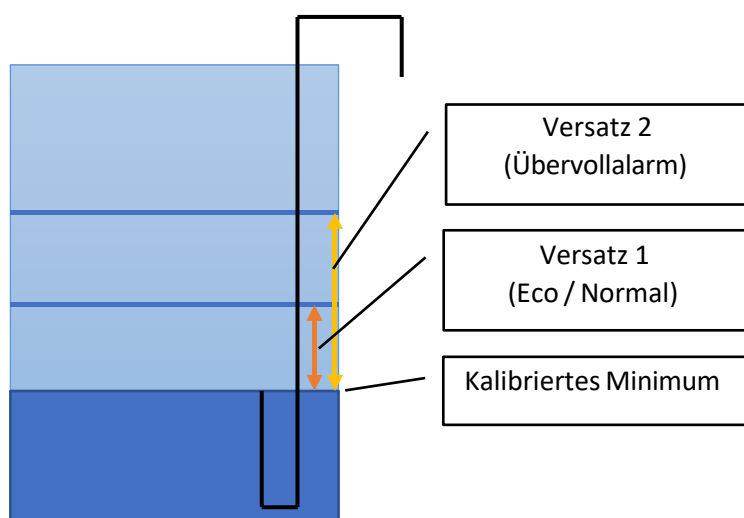 Versatz 2
(Übervollalarm)
Versatz 1
(Eco / Normal)
Kalibriertes Minimum